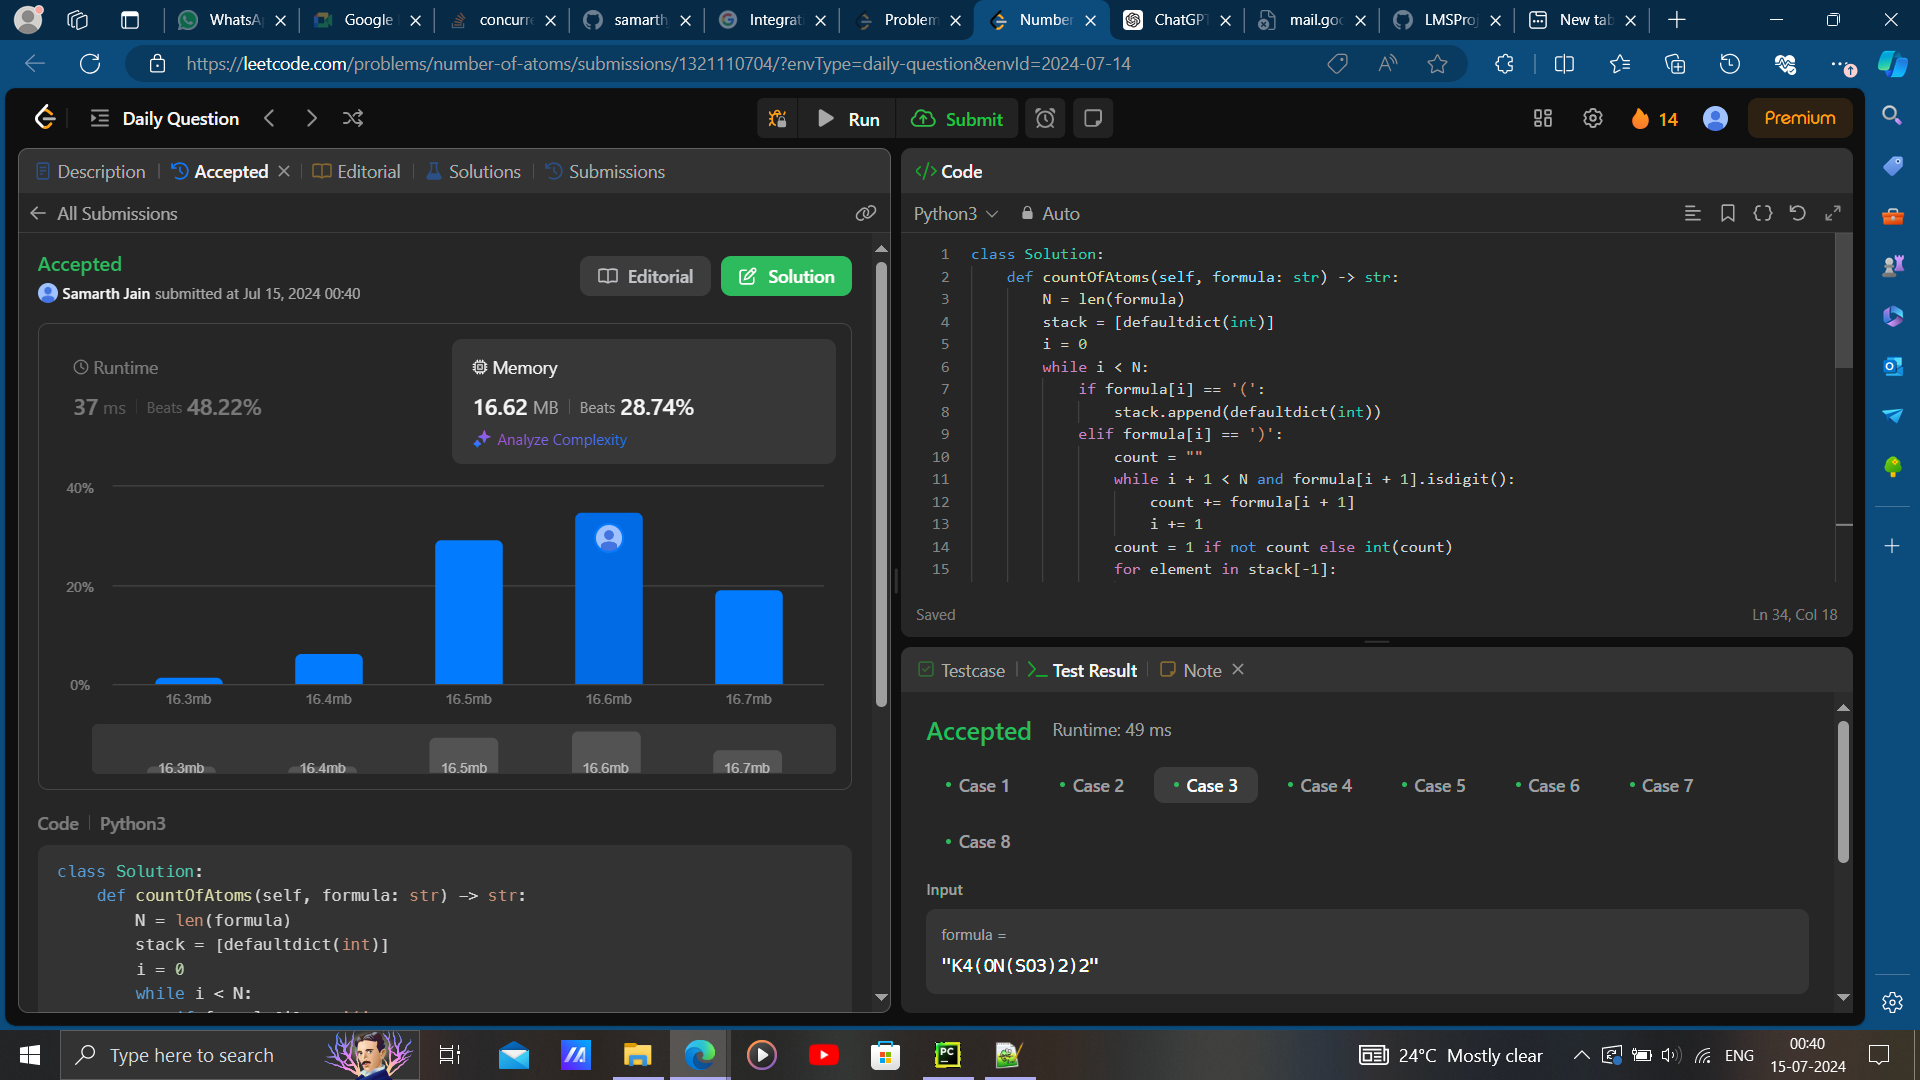 WhatsA
Google
concurre
samarth
Integrat
Problem
Number
ChatGPT
mail.goo
LMSProj
New tab
https://leetcode.com/problems/number-of-atoms/submissions/1321110704/?envType=daily-question&envId=2024-07-14
Daily Question
Run
Submit
14
Premium
Description
Accepted
Editorial
Solutions
Submissions
All Submissions
Accepted
Samarth Jain submitted at Jul 15, 2024 00:40
Editorial
Solution
Runtime
37 ms
Beats 48.22%
Memory
16.62 MB
Beats 28.74%
Analyze Complexity
40%
20%
0%
16.3mb 16.4mb 16.5mb 16.6mb 16.7mb
16.3mb 16.4mb 16.5mb 16.6mb 16.7mb
Code
Python3
class Solution:
def countOfAtoms(self, formula: str) -> str:
N = len(formula)
stack = [defaultdict(int)]
i = 0
while i < N:
</> Code
Python3
Auto
1 class Solution:
2 def countOfAtoms(self, formula: str) -> str:
3 N = len(formula)
4 stack = [defaultdict(int)]
5 i = 0
6 while i < N:
7 if formula[i] == '(':
8 stack.append(defaultdict(int))
9 elif formula[i] == ')':
10 count = ""
11 while i + 1 < N and formula[i + 1].isdigit():
12 count += formula[i + 1]
13 i += 1
14 count = 1 if not count else int(count)
15 for element in stack[-1]:
Saved
Ln 34, Col 18
Testcase
Test Result
Note
Accepted
Runtime: 49 ms
Case 1
Case 2
Case 3
Case 4
Case 5
Case 6
Case 7
Case 8
Input
formula =
"K4(ON(SO3)2)2"
Type here to search
24°C Mostly clear
ENG
00:40
15-07-2024